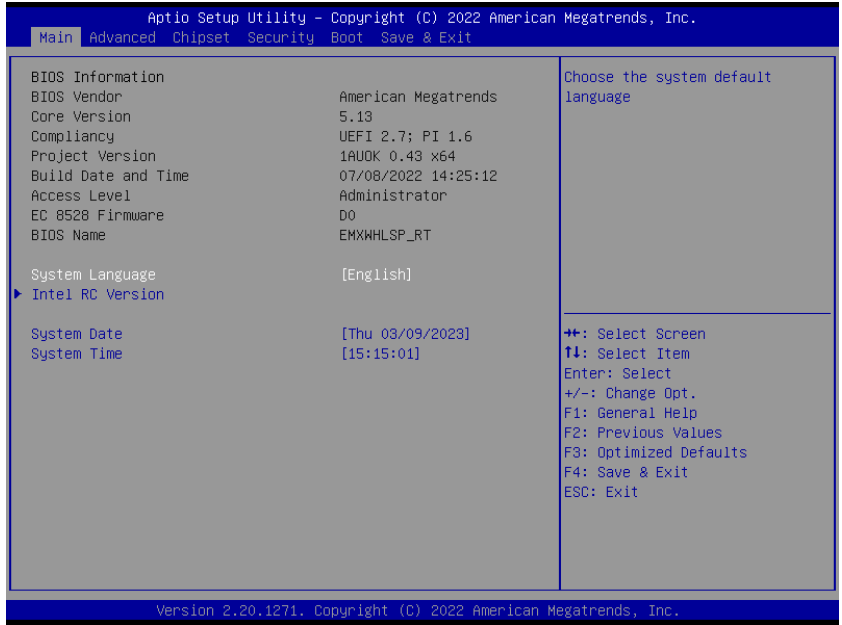 Aptio Setup Utility – Copyright (C) 2022 American Megatrends, Inc.
Main Advanced Chipset Security Boot Save & Exit
BIOS Information
BIOS Vendor American Megatrends
Core Version 5.13
Compliancy UEFI 2.7; PI 1.6
Project Version 1AUOK 0.43 x64
Build Date and Time 07/08/2022 14:25:12
Access Level Administrator
EC 8528 Firmware D0
BIOS Name EMXWHLSP_RT
System Language [English]
Intel RC Version
System Date [Thu 03/09/2023]
System Time [15:15:01]
Choose the system default
language
→←: Select Screen
↑↓: Select Item
Enter: Select
+/-: Change Opt.
F1: General Help
F2: Previous Values
F3: Optimized Defaults
F4: Save & Exit
ESC: Exit
Version 2.20.1271. Copyright (C) 2022 American Megatrends, Inc.